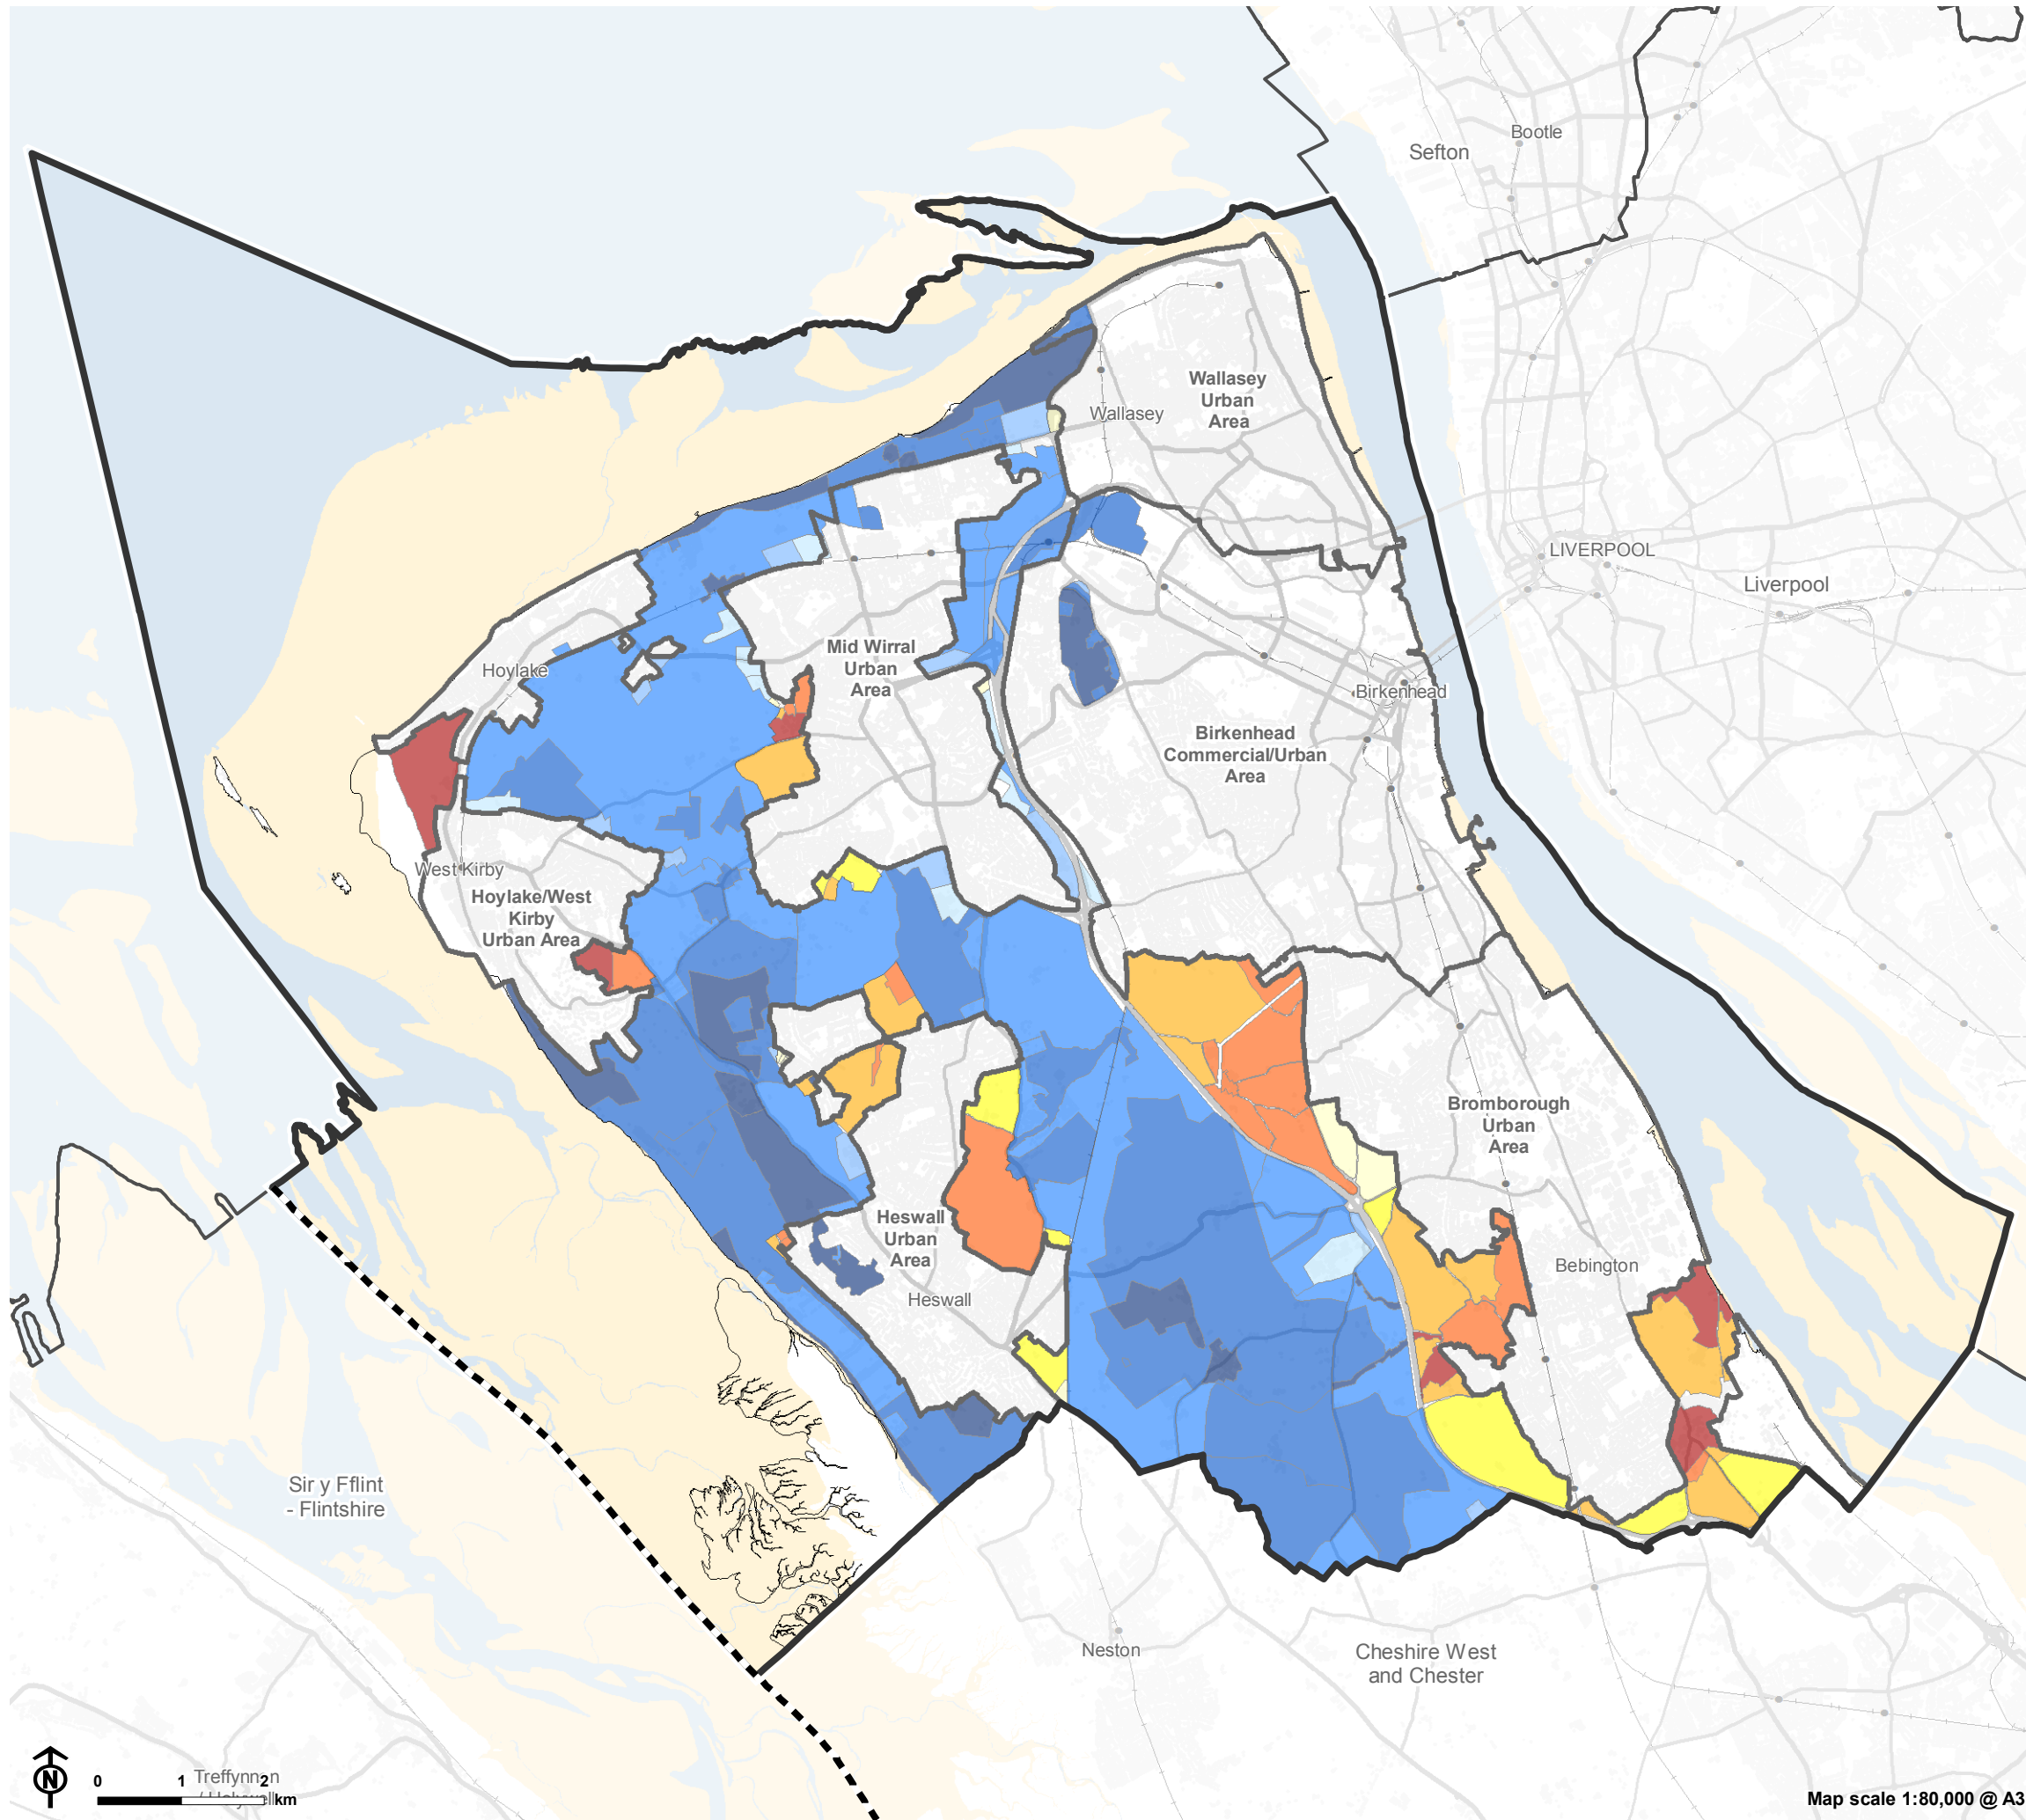 Bootle
Sefton
Wallasey
Urban
Area
Wallasey
LIVERPOOL
Liverpool
Mid Wirral
Urban
Area
Hoylake
Birkenhead
Birkenhead
Commercial/Urban
Area
West Kirby
Hoylake/West
Kirby
Urban Area
Bromborough
Urban
Area
Heswall
Urban
Area
Bebington
Heswall
Sir y Fflint
- Flintshire
Neston
Cheshire West
and Chester
N
0 1 2
km
Treffynnon
/ Holywell
Map scale 1:80,000 @ A3